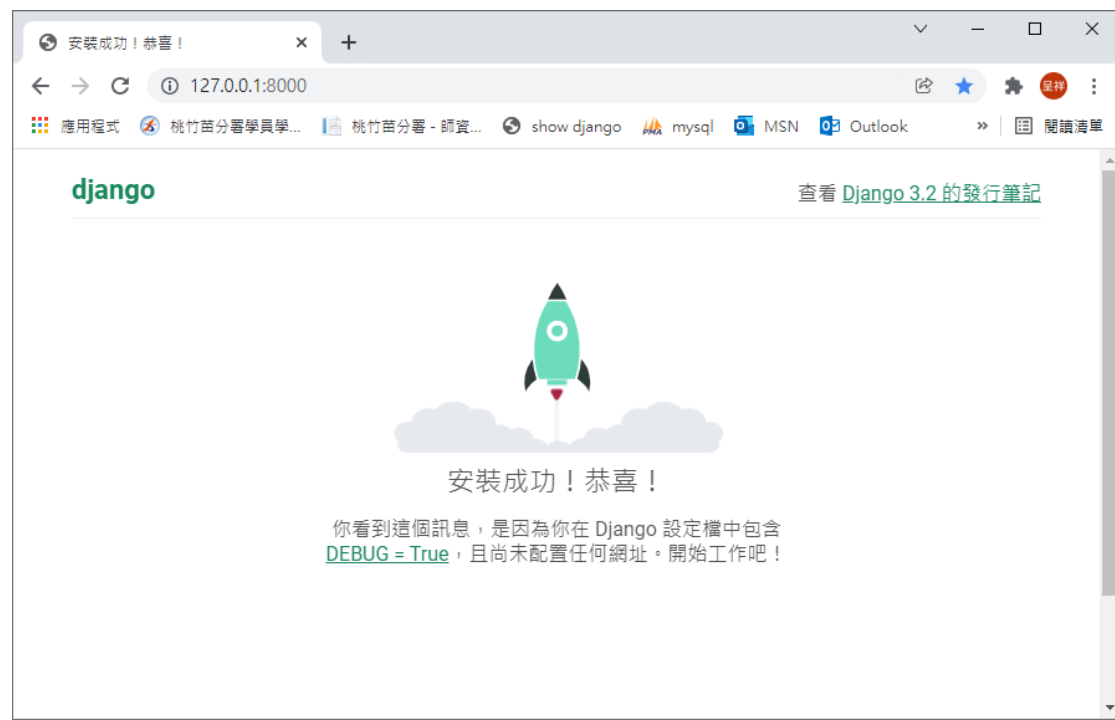 安裝成功！恭喜！
127.0.0.1:8000
呈祥
應用程式 桃竹苗分署學員學... 桃竹苗分署 - 師資... show django mysql MSN Outlook » 閱讀清單
django 查看 Django 3.2 的發行筆記
安裝成功！恭喜！
你看到這個訊息，是因為你在 Django 設定檔中包含
DEBUG = True，且尚未配置任何網址。開始工作吧！